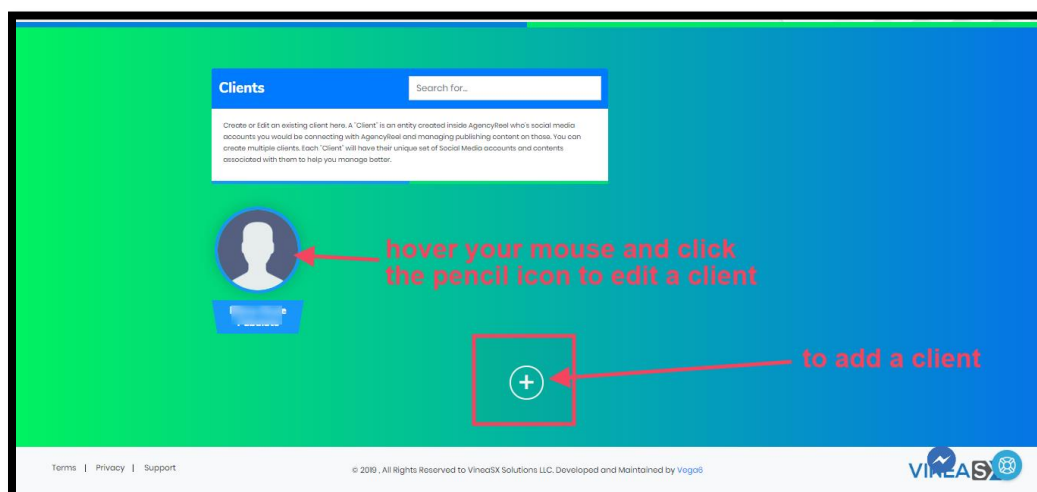 Clients
Search for...
Create or Edit an existing client here. A "Client" is an entity created inside AgencyReel who's social media
accounts you would be connecting with AgencyReel and managing publishing content on those. You can
create multiple clients. Each "Client" will have their unique set of Social Media accounts and contents
associated with them to help you manage better.
hover your mouse and click
the pencil icon to edit a client
to add a client
Terms | Privacy | Support
© 2019 , All Rights Reserved to VineaSX Solutions LLC. Developed and Maintained by Vega6